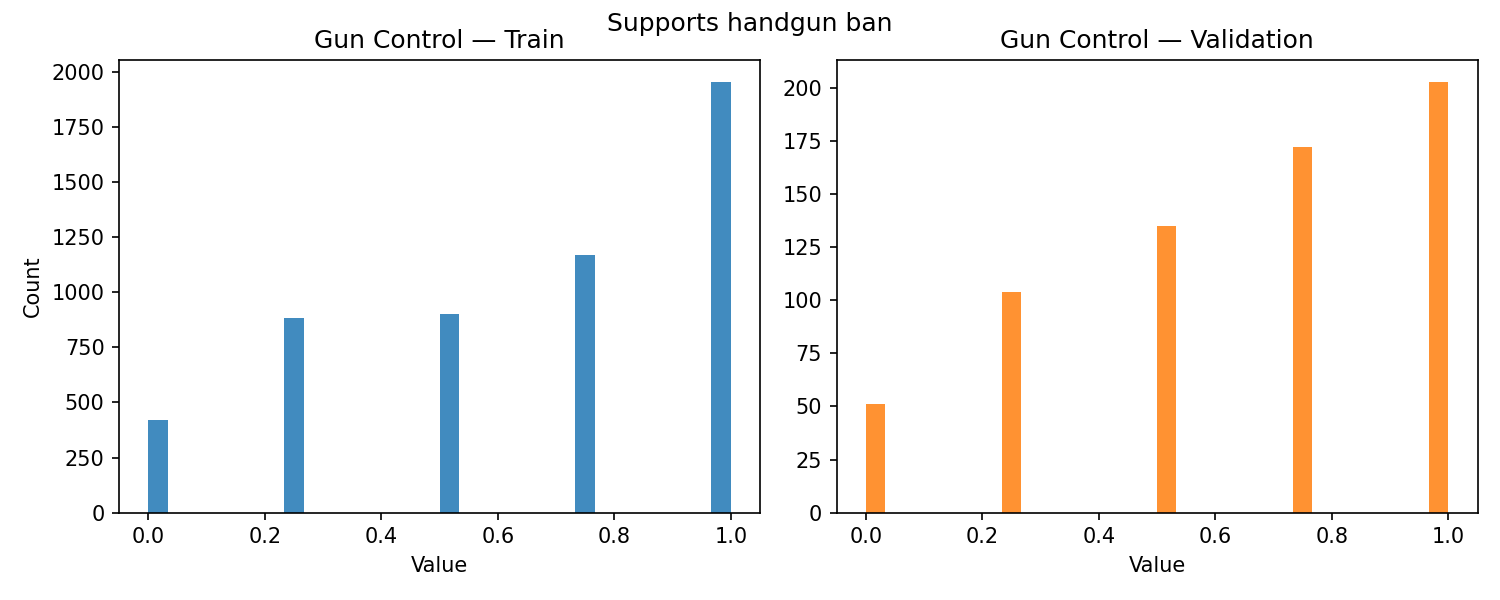 Supports handgun ban
Gun Control — Train
2000
1750
1500
1250
1000
750
500
250
0
Count
0.0 0.2 0.4 0.6 0.8 1.0
Value
Gun Control — Validation
200
175
150
125
100
75
50
25
0
0.0 0.2 0.4 0.6 0.8 1.0
Value